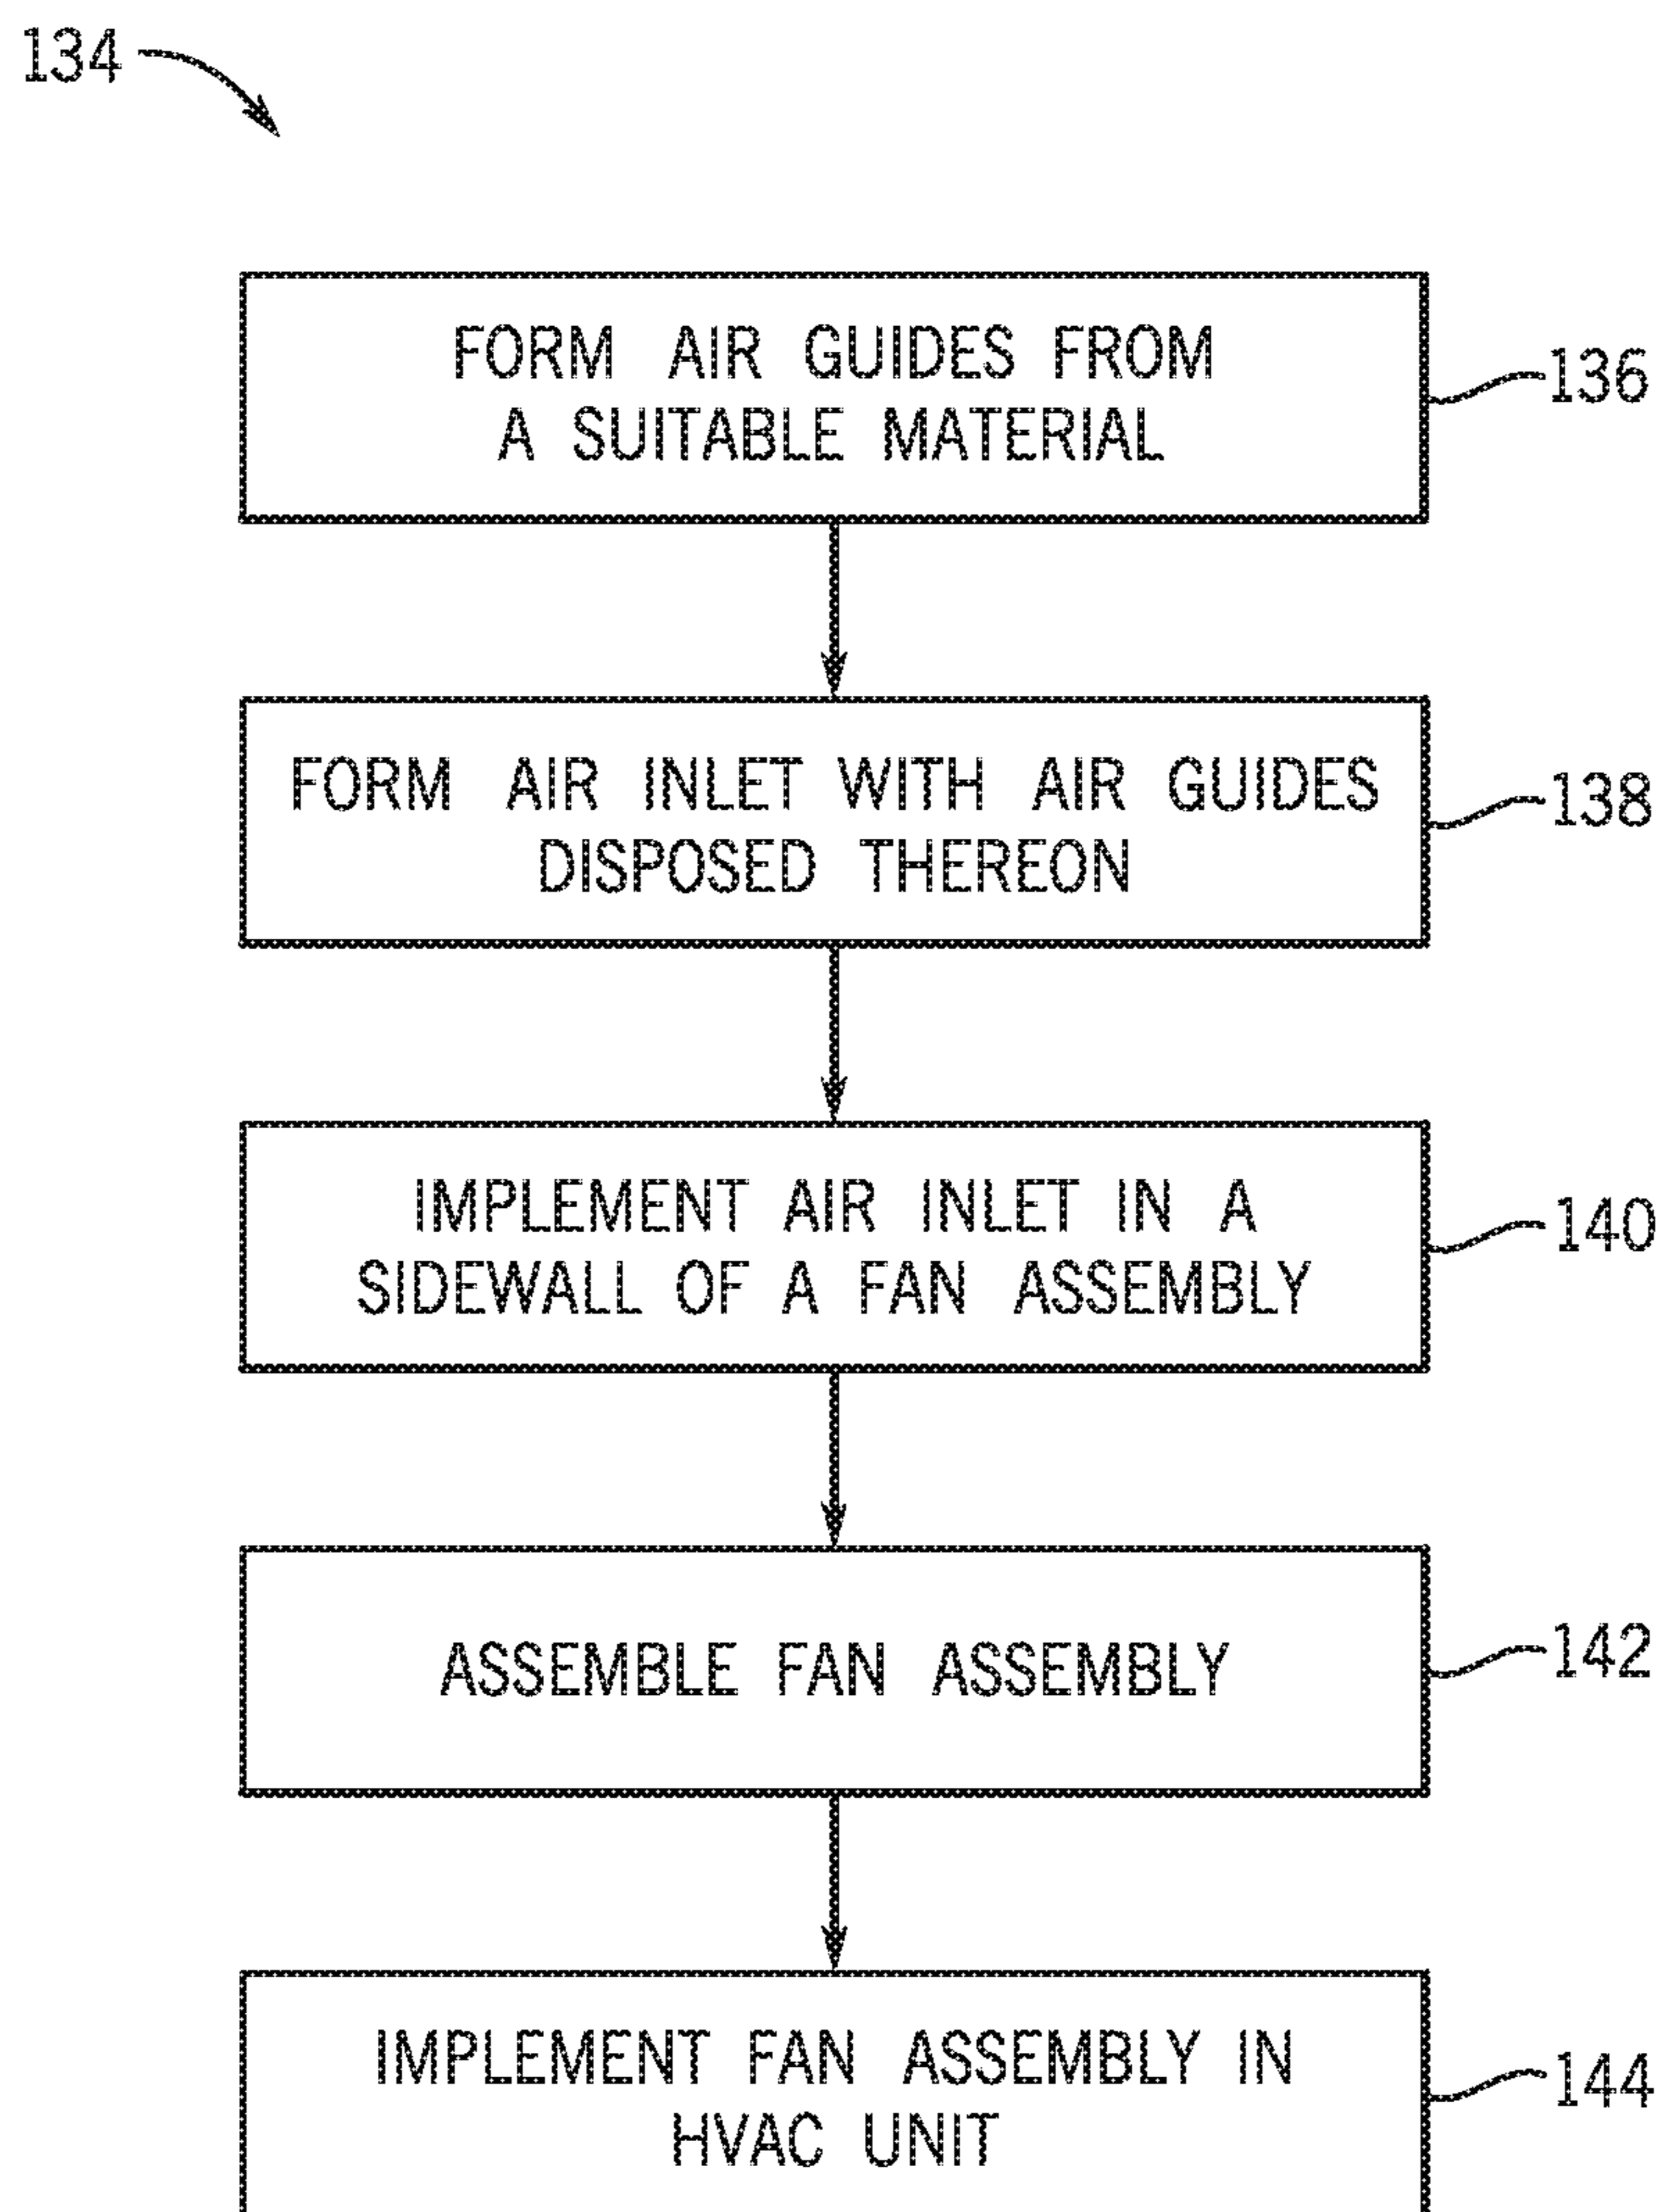 134
FORM AIR GUIDES FROM
A SUITABLE MATERIAL
136
FORM AIR INLET WITH AIR GUIDES
DISPOSED THEREON
138
IMPLEMENT AIR INLET IN A
SIDEWALL OF A FAN ASSEMBLY
140
ASSEMBLE FAN ASSEMBLY
142
IMPLEMENT FAN ASSEMBLY IN
HVAC UNIT
144